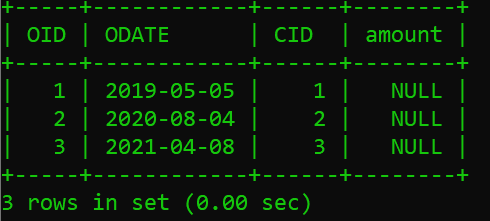 +-----+------------+------+--------+
| OID | ODATE      | CID  | amount |
+-----+------------+------+--------+
|   1 | 2019-05-05 |    1 |   NULL |
|   2 | 2020-08-04 |    2 |   NULL |
|   3 | 2021-04-08 |    3 |   NULL |
+-----+------------+------+--------+
3 rows in set (0.00 sec)